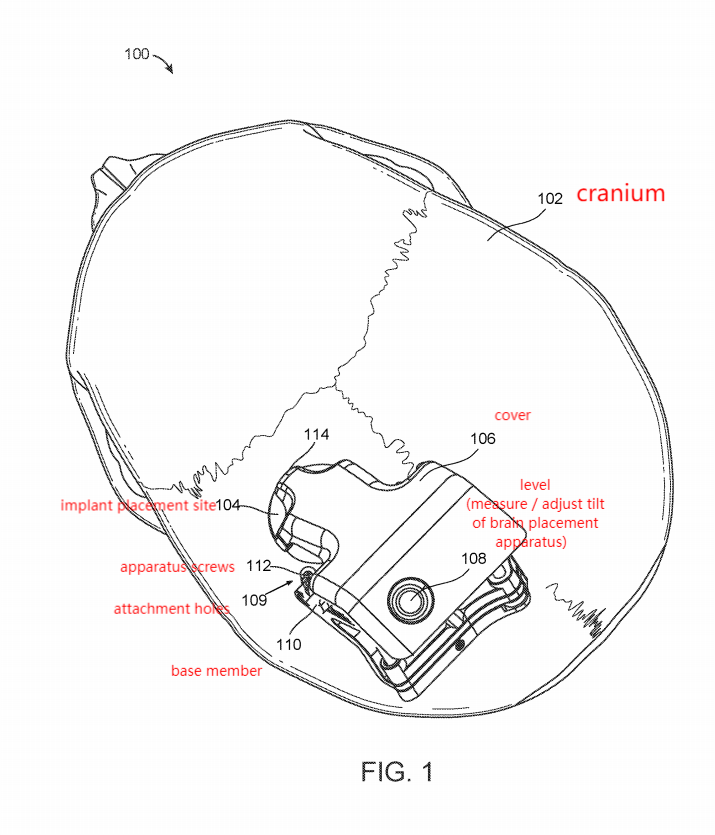 100
102 cranium
cover
114
106
level
(measure / adjust tilt
of brain placement
apparatus)
implant placement site 104
apparatus screws
112
108
109
attachment holes
110
base member
FIG. 1